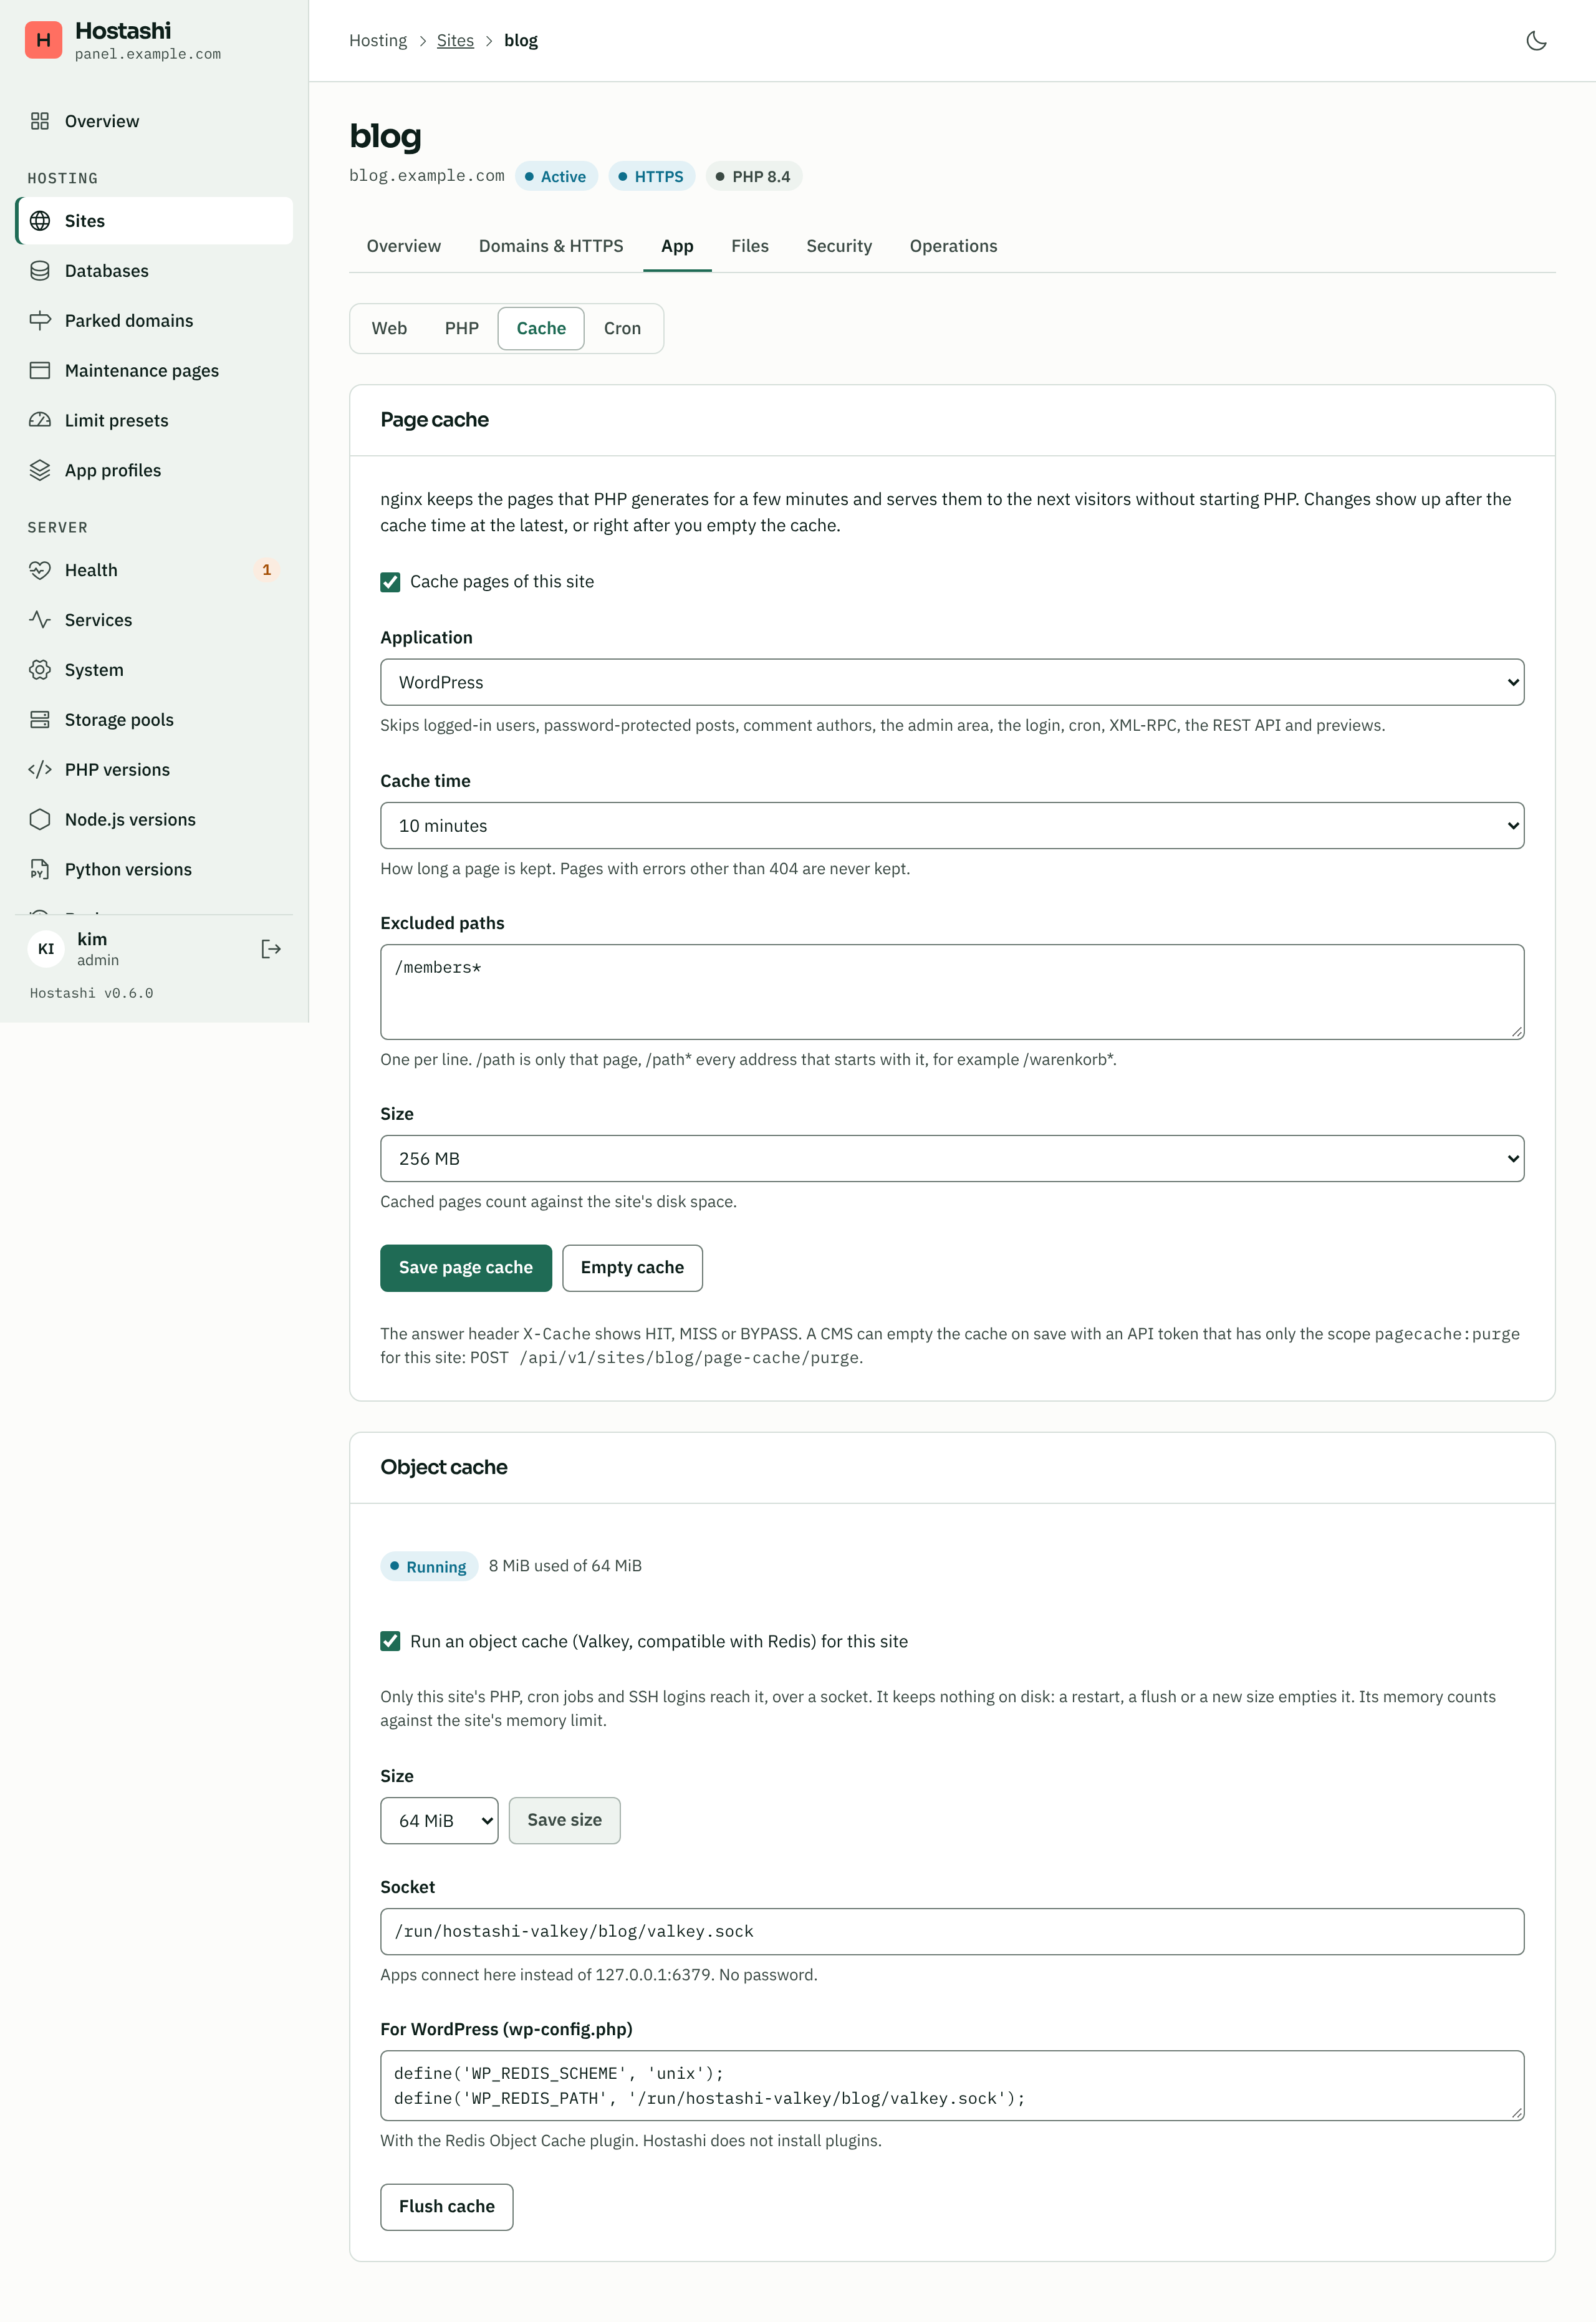 H
Hostashi
panel.example.com
Overview
HOSTING
Sites
Databases
Parked domains
Maintenance pages
Limit presets
App profiles
SERVER
Health 1
Services
System
Storage pools
PHP versions
Node.js versions
Python versions
KI
kim
admin
Hostashi v0.6.0
Hosting > Sites > blog
blog
blog.example.com Active HTTPS PHP 8.4
Overview Domains & HTTPS App Files Security Operations
Web PHP Cache Cron
Page cache
nginx keeps the pages that PHP generates for a few minutes and serves them to the next visitors without starting PHP. Changes show up after the
cache time at the latest, or right after you empty the cache.
Cache pages of this site
Application
WordPress
Skips logged-in users, password-protected posts, comment authors, the admin area, the login, cron, XML-RPC, the REST API and previews.
Cache time
10 minutes
How long a page is kept. Pages with errors other than 404 are never kept.
Excluded paths
/members*
One per line. /path is only that page, /path* every address that starts with it, for example /warenkorb*.
Size
256 MB
Cached pages count against the site's disk space.
Save page cache Empty cache
The answer header X-Cache shows HIT, MISS or BYPASS. A CMS can empty the cache on save with an API token that has only the scope pagecache:purge
for this site: POST /api/v1/sites/blog/page-cache/purge.
Object cache
Running 8 MiB used of 64 MiB
Run an object cache (Valkey, compatible with Redis) for this site
Only this site's PHP, cron jobs and SSH logins reach it, over a socket. It keeps nothing on disk: a restart, a flush or a new size empties it. Its memory counts
against the site's memory limit.
Size
64 MiB Save size
Socket
/run/hostashi-valkey/blog/valkey.sock
Apps connect here instead of 127.0.0.1:6379. No password.
For WordPress (wp-config.php)
define('WP_REDIS_SCHEME', 'unix');
define('WP_REDIS_PATH', '/run/hostashi-valkey/blog/valkey.sock');
With the Redis Object Cache plugin. Hostashi does not install plugins.
Flush cache